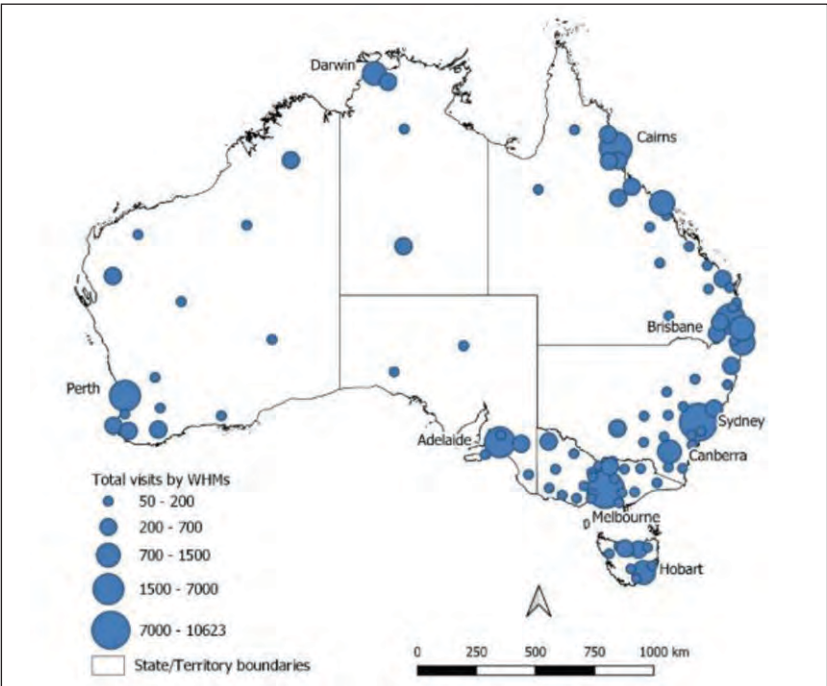 Darwin
Cairns
Brisbane
Perth
Sydney
Adelaide
Canberra
Melbourne
Hobart
Total visits by WHMs
50 - 200
200 - 700
700 - 1500
1500 - 7000
7000 - 10623
State/Territory boundaries
0 250 500 750 1000 km